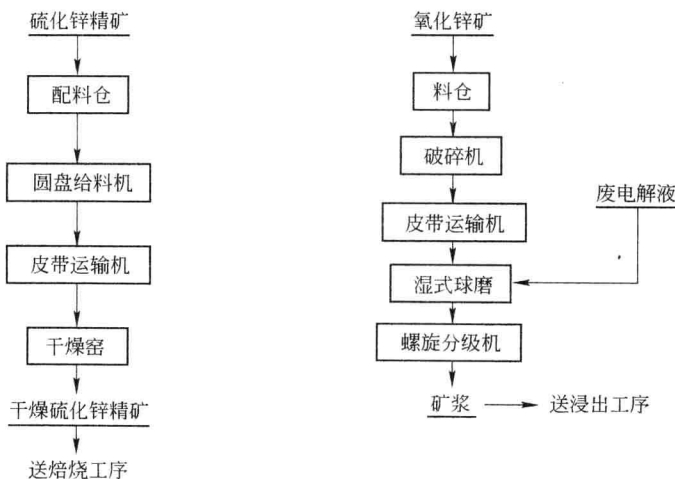 硫化锌精矿
配料仓
圆盘给料机
皮带运输机
干燥窑
干燥硫化锌精矿
送焙烧工序
氧化锌矿
料仓
破碎机
皮带运输机
废电解液
湿式球磨
螺旋分级机
矿浆
送浸出工序